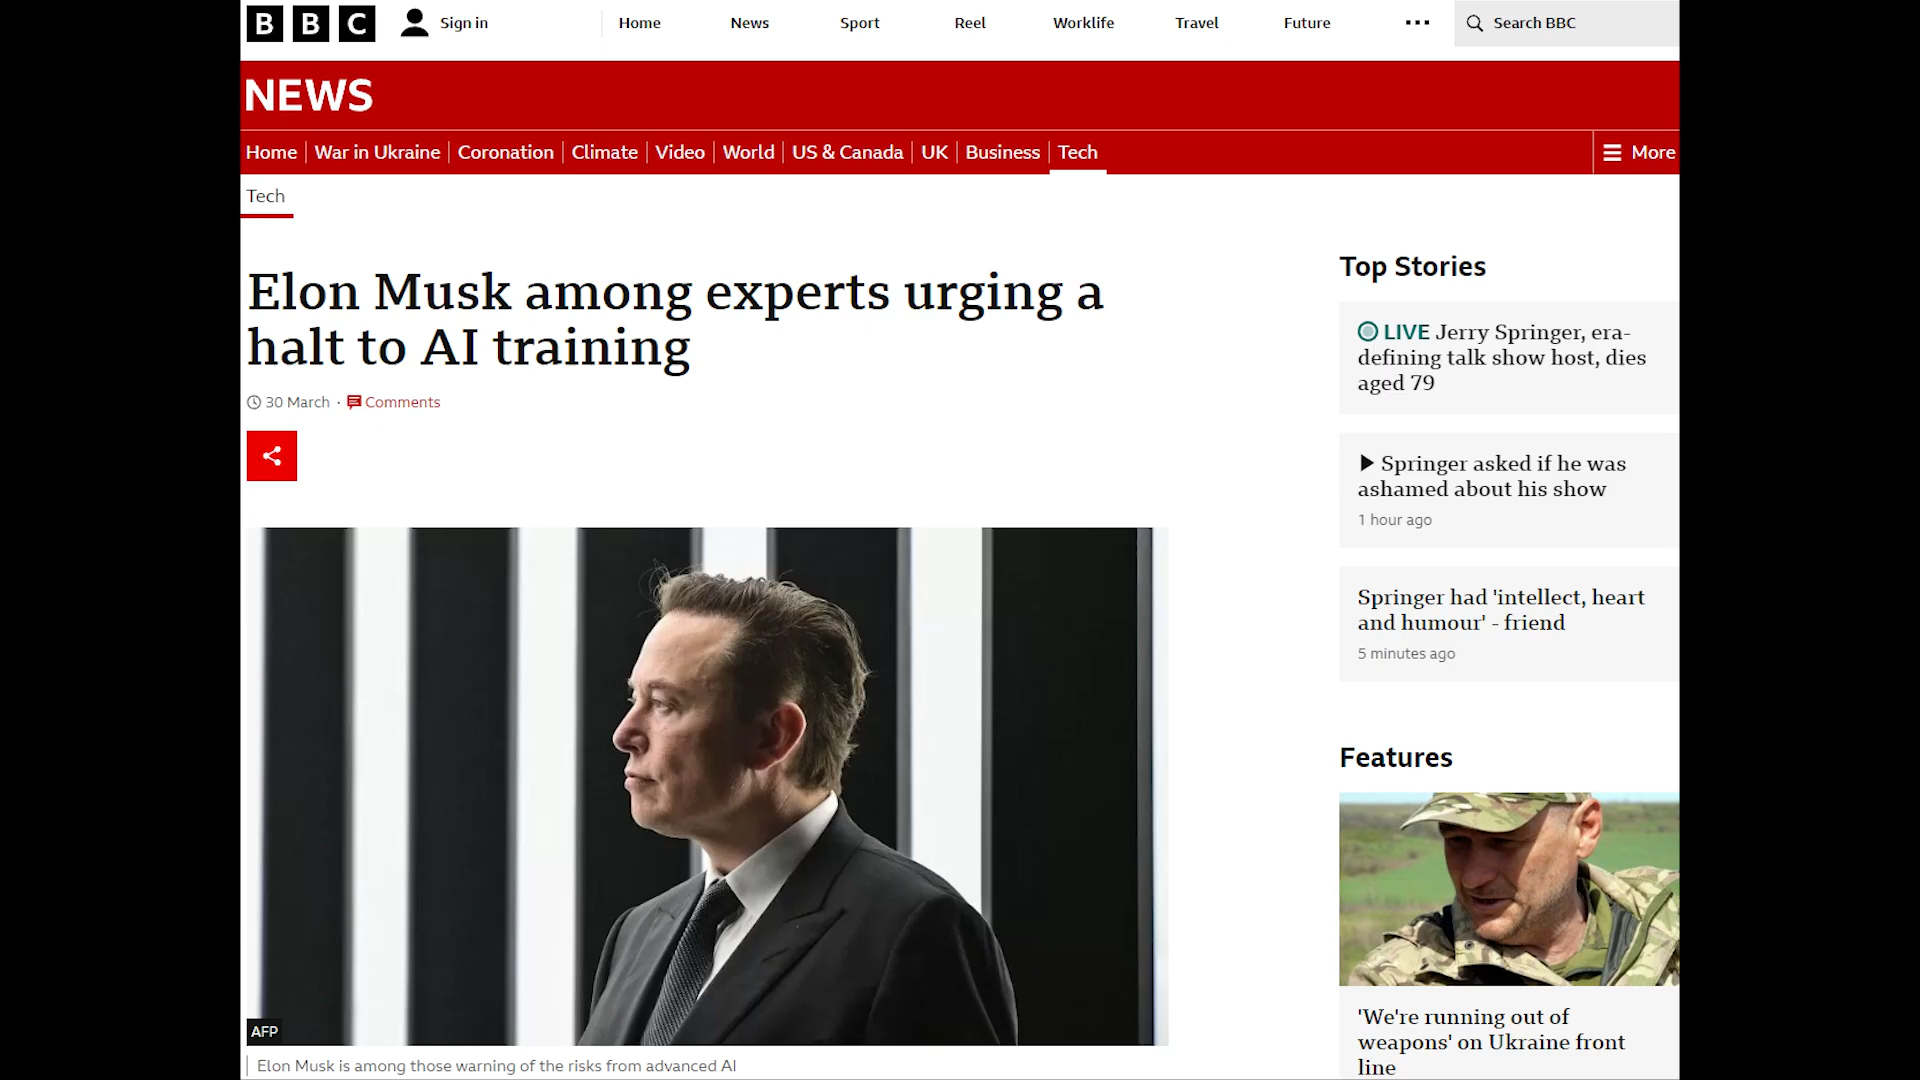 BBC
Sign in
Home
News
Sport
Reel
Worklife
Travel
Future
Search BBC
NEWS
Home
War in Ukraine
Coronation
Climate
Video
World
US & Canada
UK
Business
Tech
More
Tech
Elon Musk among experts urging a
halt to AI training
30 March · Comments
AFP
Elon Musk is among those warning of the risks from advanced AI
Top Stories
LIVE Jerry Springer, era-
defining talk show host, dies
aged 79
Springer asked if he was
ashamed about his show
1 hour ago
Springer had 'intellect, heart
and humour' - friend
5 minutes ago
Features
'We're running out of
weapons' on Ukraine front
line